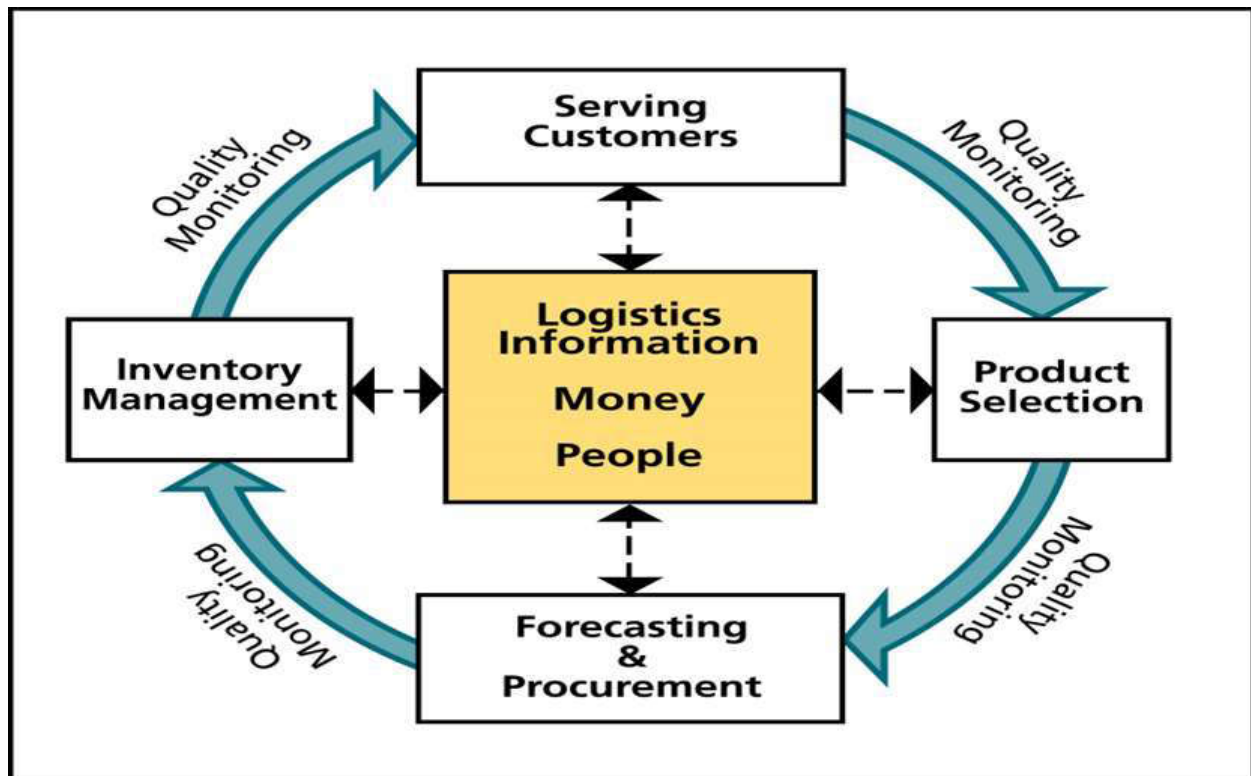 Serving
Customers
Quality
Monitoring
Quality
Monitoring
Logistics
Information
Money
People
Inventory
Management
Product
Selection
Quality
Monitoring
Quality
Monitoring
Forecasting
&
Procurement